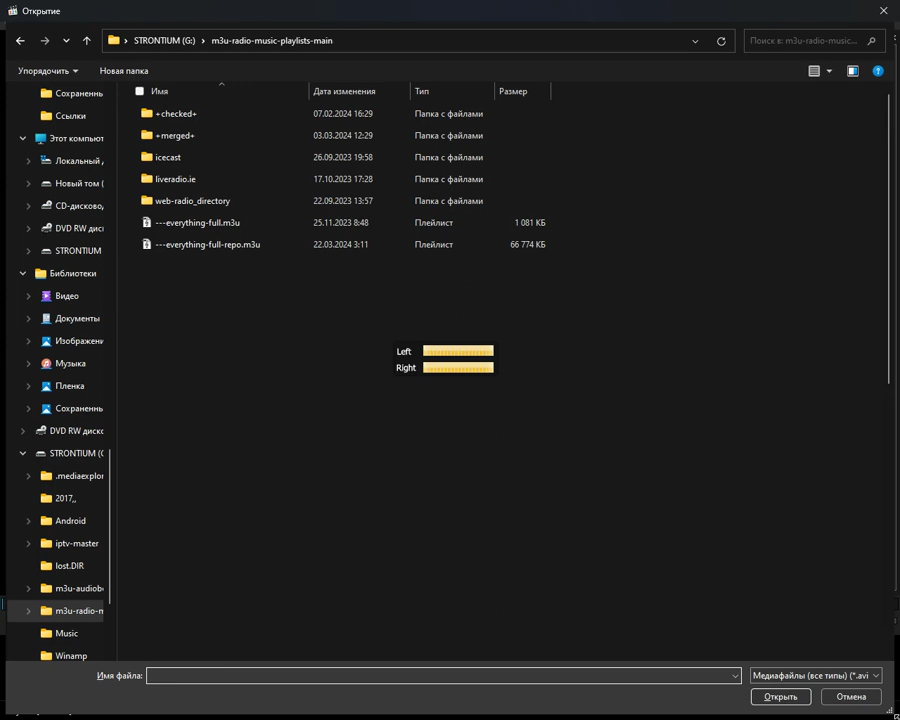 Открытие
STRONTIUM (G:) › m3u-radio-music-playlists-main
Поиск в: m3u-radio-music...
Упорядочить
Новая папка
Имя
Дата изменения
Тип
Размер
+checked+ 07.02.2024 16:29 Папка с файлами
+merged+ 03.03.2024 12:29 Папка с файлами
icecast 26.09.2023 19:58 Папка с файлами
liveradio.ie 17.10.2023 17:28 Папка с файлами
web-radio_directory 22.09.2023 13:57 Папка с файлами
---everything-full.m3u 25.11.2023 8:48 Плейлист 1 081 КБ
---everything-full-repo.m3u 22.03.2024 3:11 Плейлист 66 774 КБ
Сохраненнь
Ссылки
Этот компьют
Локальный
Новый том (
CD-дисково
DVD RW дис
STRONTIUM
Библиотеки
Видео
Документы
Изображени
Музыка
Пленка
Сохраненнь
DVD RW диско
STRONTIUM (
.mediaexplor
2017,,
Android
iptv-master
lost.DIR
m3u-audiob
m3u-radio-m
Music
Winamp
Left
Right
Имя файла:
Медиафайлы (все типы) (*.avi
Открыть
Отмена